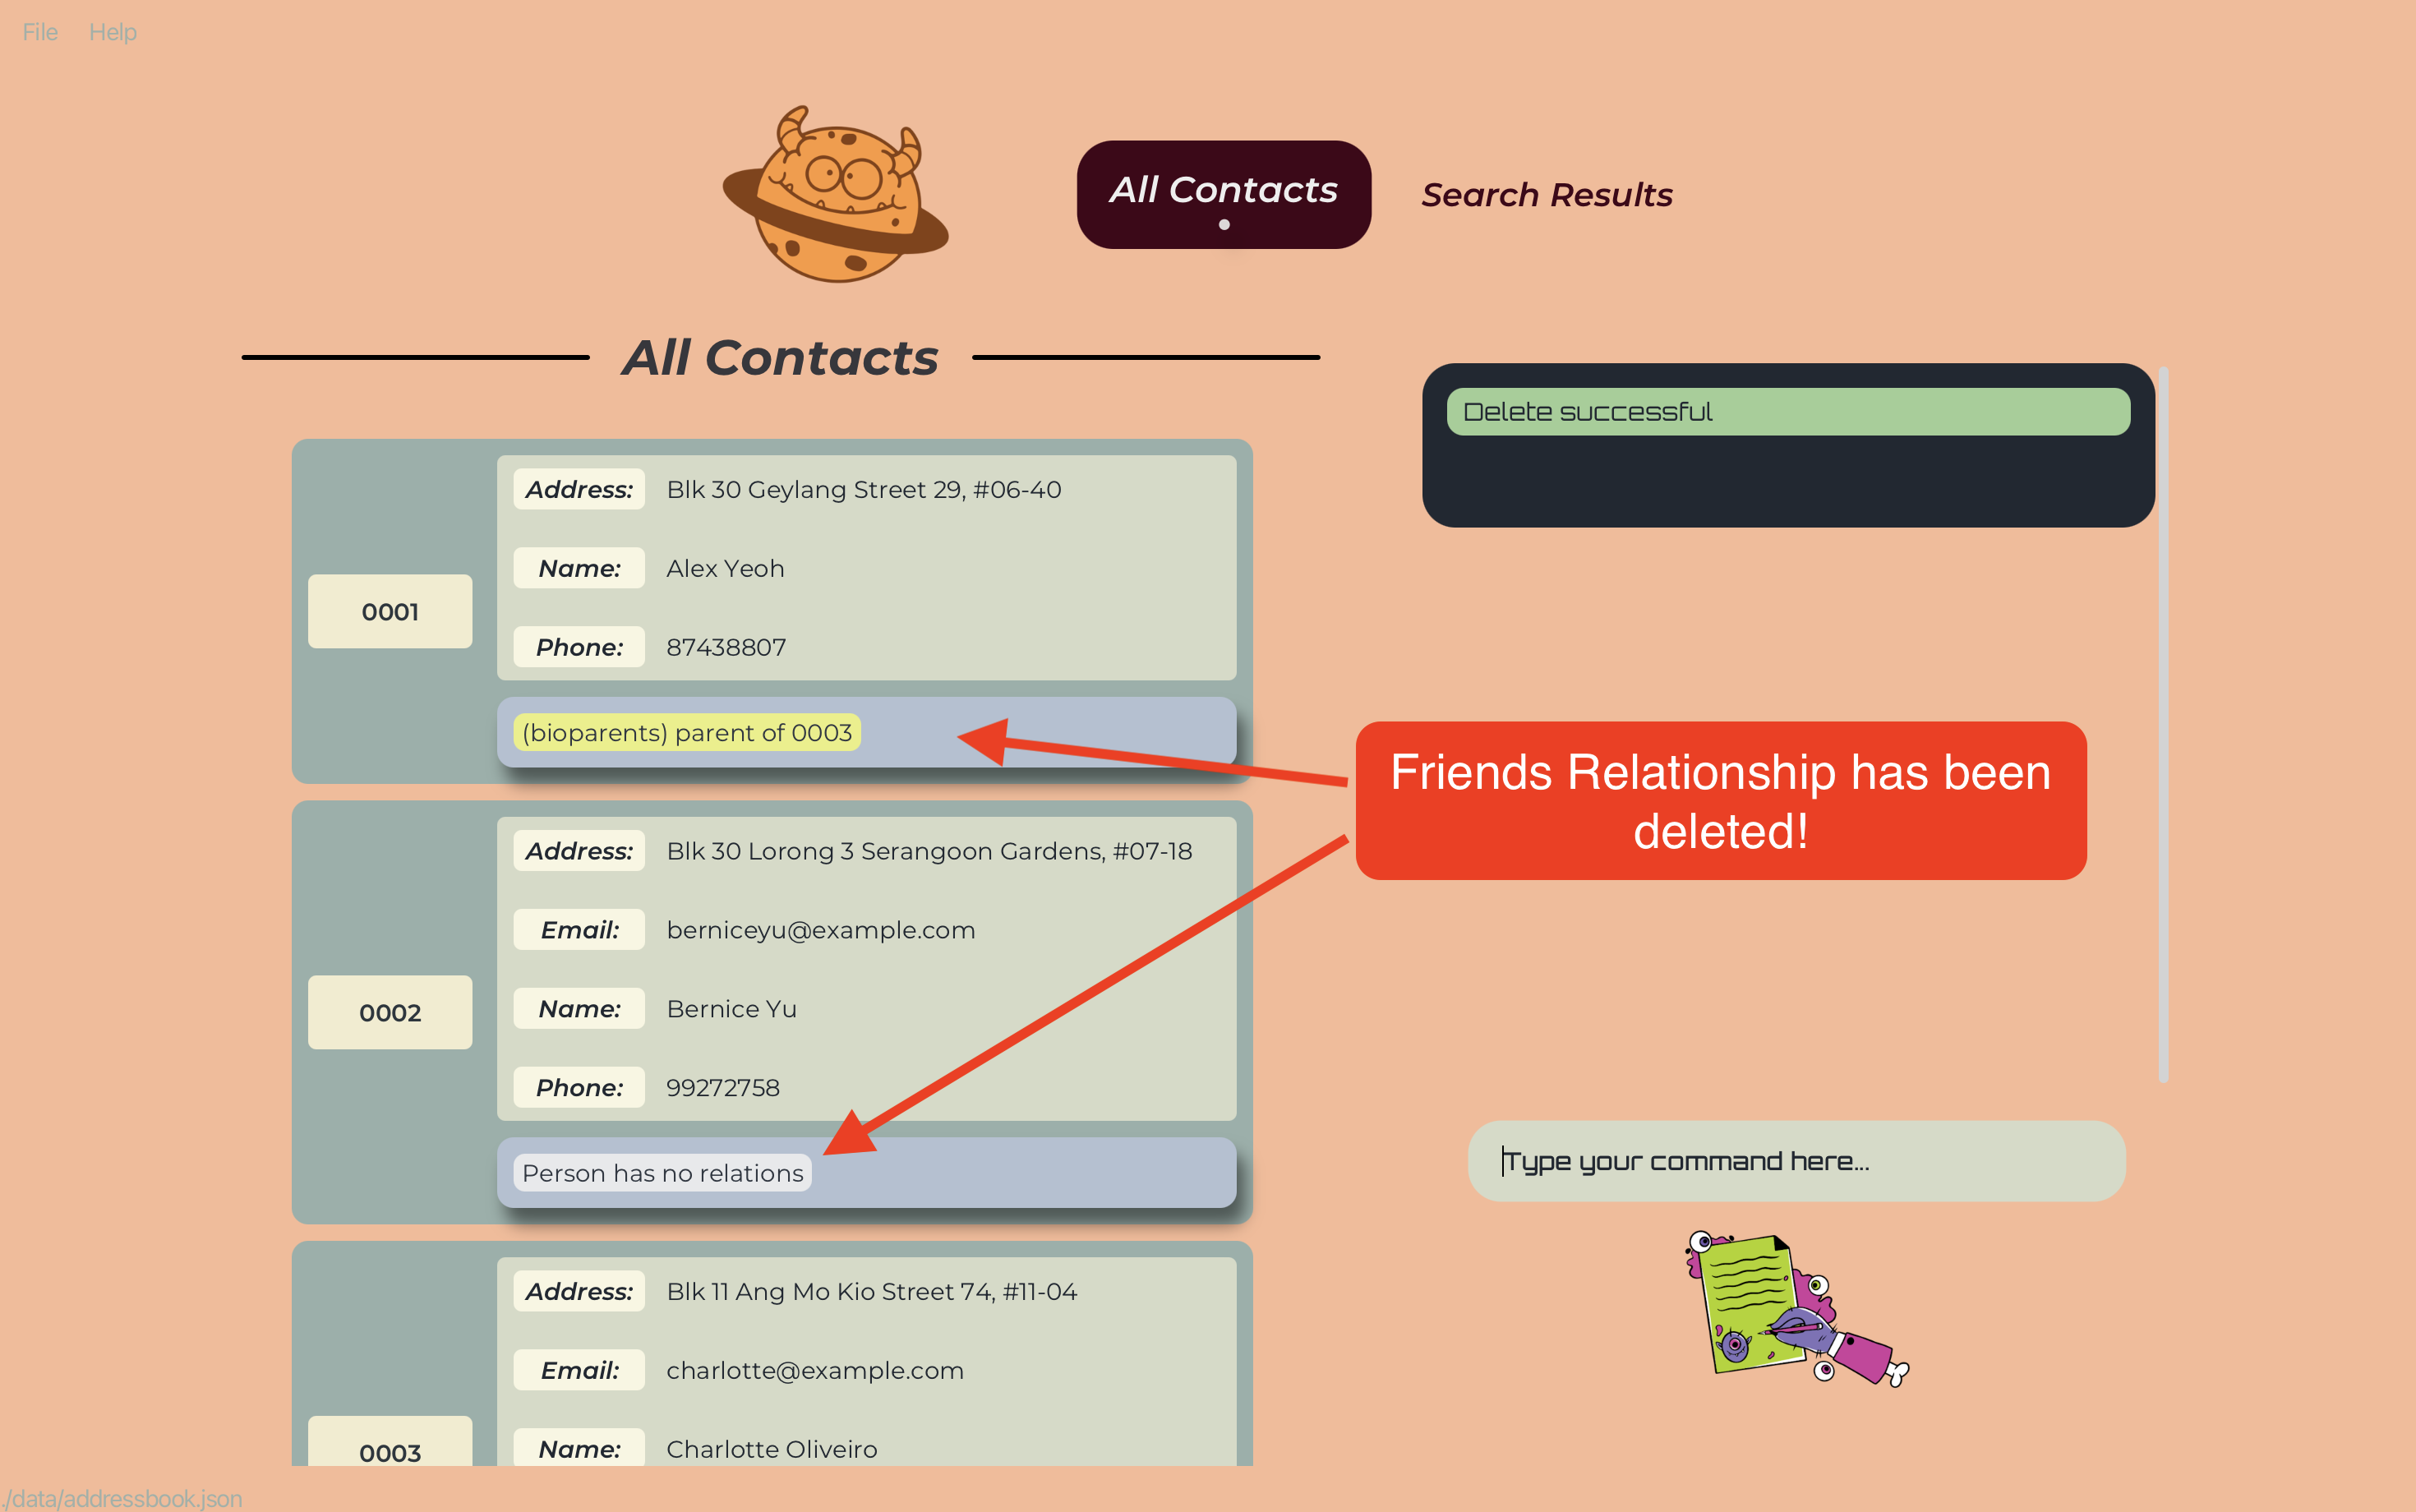 File Help
All Contacts
Search Results
All Contacts
Delete successful
0001
Address: Blk 30 Geylang Street 29, #06-40
Name: Alex Yeoh
Phone: 87438807
(bioparents) parent of 0003
Friends Relationship has been
deleted!
0002
Address: Blk 30 Lorong 3 Serangoon Gardens, #07-18
Email: berniceyu@example.com
Name: Bernice Yu
Phone: 99272758
Person has no relations
Type your command here...
0003
Address: Blk 11 Ang Mo Kio Street 74, #11-04
Email: charlotte@example.com
Name: Charlotte Oliveiro
./data/addressbook.json